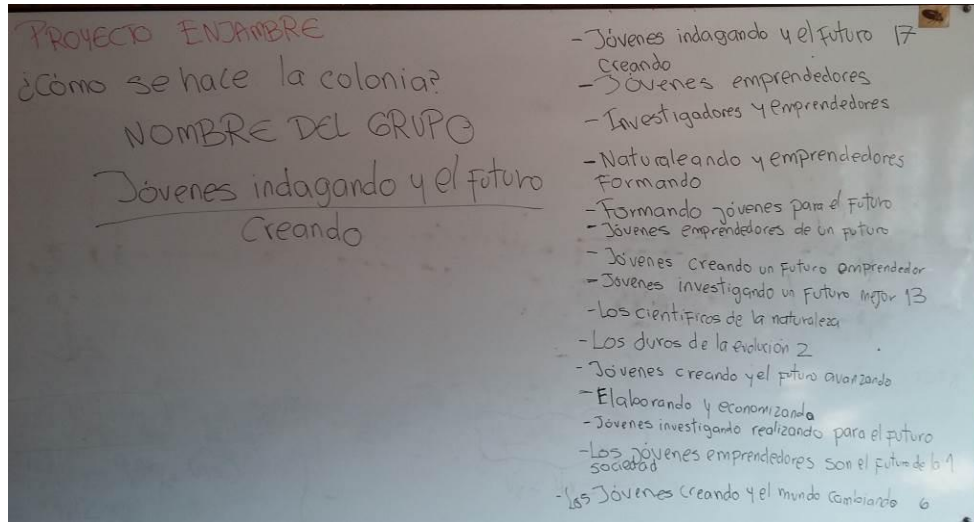 PROYECTO ENJAMBRE
¿Cómo se hace la colonia?
NOMBRE DEL GRUPO
Jóvenes indagando y el futuro
Creando
- Jóvenes indagando y el futuro 17
creando
- Jóvenes emprendedores
- Investigadores y emprendedores
- Naturaleando y emprendedores
Formando
- Formando jóvenes para el futuro
- Jóvenes emprendedores de un futuro
- Jóvenes creando un futuro emprendedor
- Jóvenes investigando un futuro mejor 13
- Los científicos de la naturaleza
- Los duros de la evolución 2
- Jóvenes creando y el futuro avanzando
- Elaborando y economizando
- Jóvenes investigando realizando para el futuro
- Los jóvenes emprendedores son el futuro de la 1
sociedad
- Los Jóvenes creando y el mundo cambiando 6